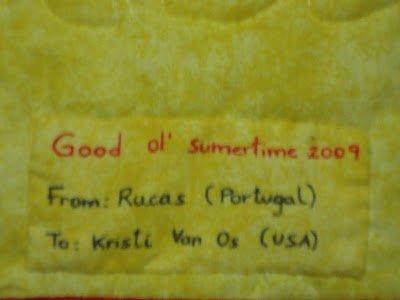 Good ol' sumertime 2009
From: Rucas (Portugal)
To: Kristi Van Os (USA)